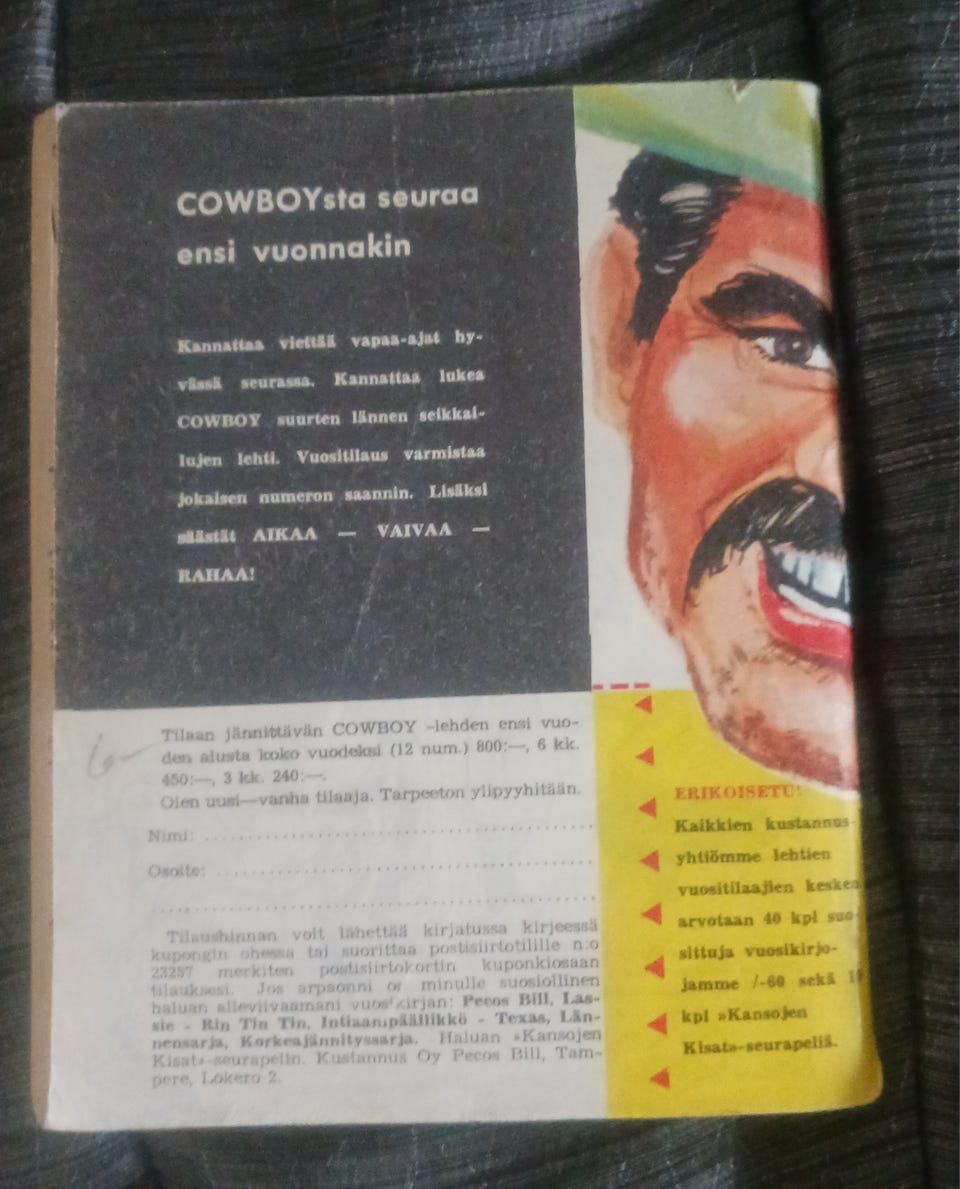 COWBOYsta seuraa
ensi vuonnakin
Kannattaa viettää vapaa-ajat hy-
vässä seurassa. Kannattaa lukea
COWBOY suurten lännen seikkai-
lujen lehti. Vuositilaus varmistaa
jokaisen numeron saannin. Lisäksi
säästät AIKAA — VAIVAA —
RAHAA!
Tilaan jännittävän COWBOY -lehden ensi vuo-
den alusta koko vuodeksi (12 num.) 800:—, 6 kk.
450:—, 3 kk. 240:—.
Olen uusi—vanha tilaaja. Tarpeeton ylipyyhitään.
Nimi:
Osoite:
Tilaushinnan voit lähettää kirjatussa kirjeessä
kupongin ohessa tai suorittaa postisiirtotilille n:o
23257 merkiten postisiirtokortin kuponkiosaan
tilauksesi. Jos arpaonni on minulle suosiollinen
haluan alleviivaamani vuosikirjan: Pecos Bill, Las-
sie - Rin Tin Tin, Intiaanipäällikkö - Texas, Län-
nensarja, Korkeajännityssarja. Haluan »Kansojen
Kisat»-seurapelin. Kustannus Oy Pecos Bill, Tam-
pere, Lokero 2.
ERIKOISETU!
Kaikkien kustannus-
yhtiömme lehtien
vuositilaajien kesken
arvotaan 40 kpl suo-
sittuja vuosikirjo-
jamme /-60 sekä 10
kpl »Kansojen
Kisat»-seurapeliä.